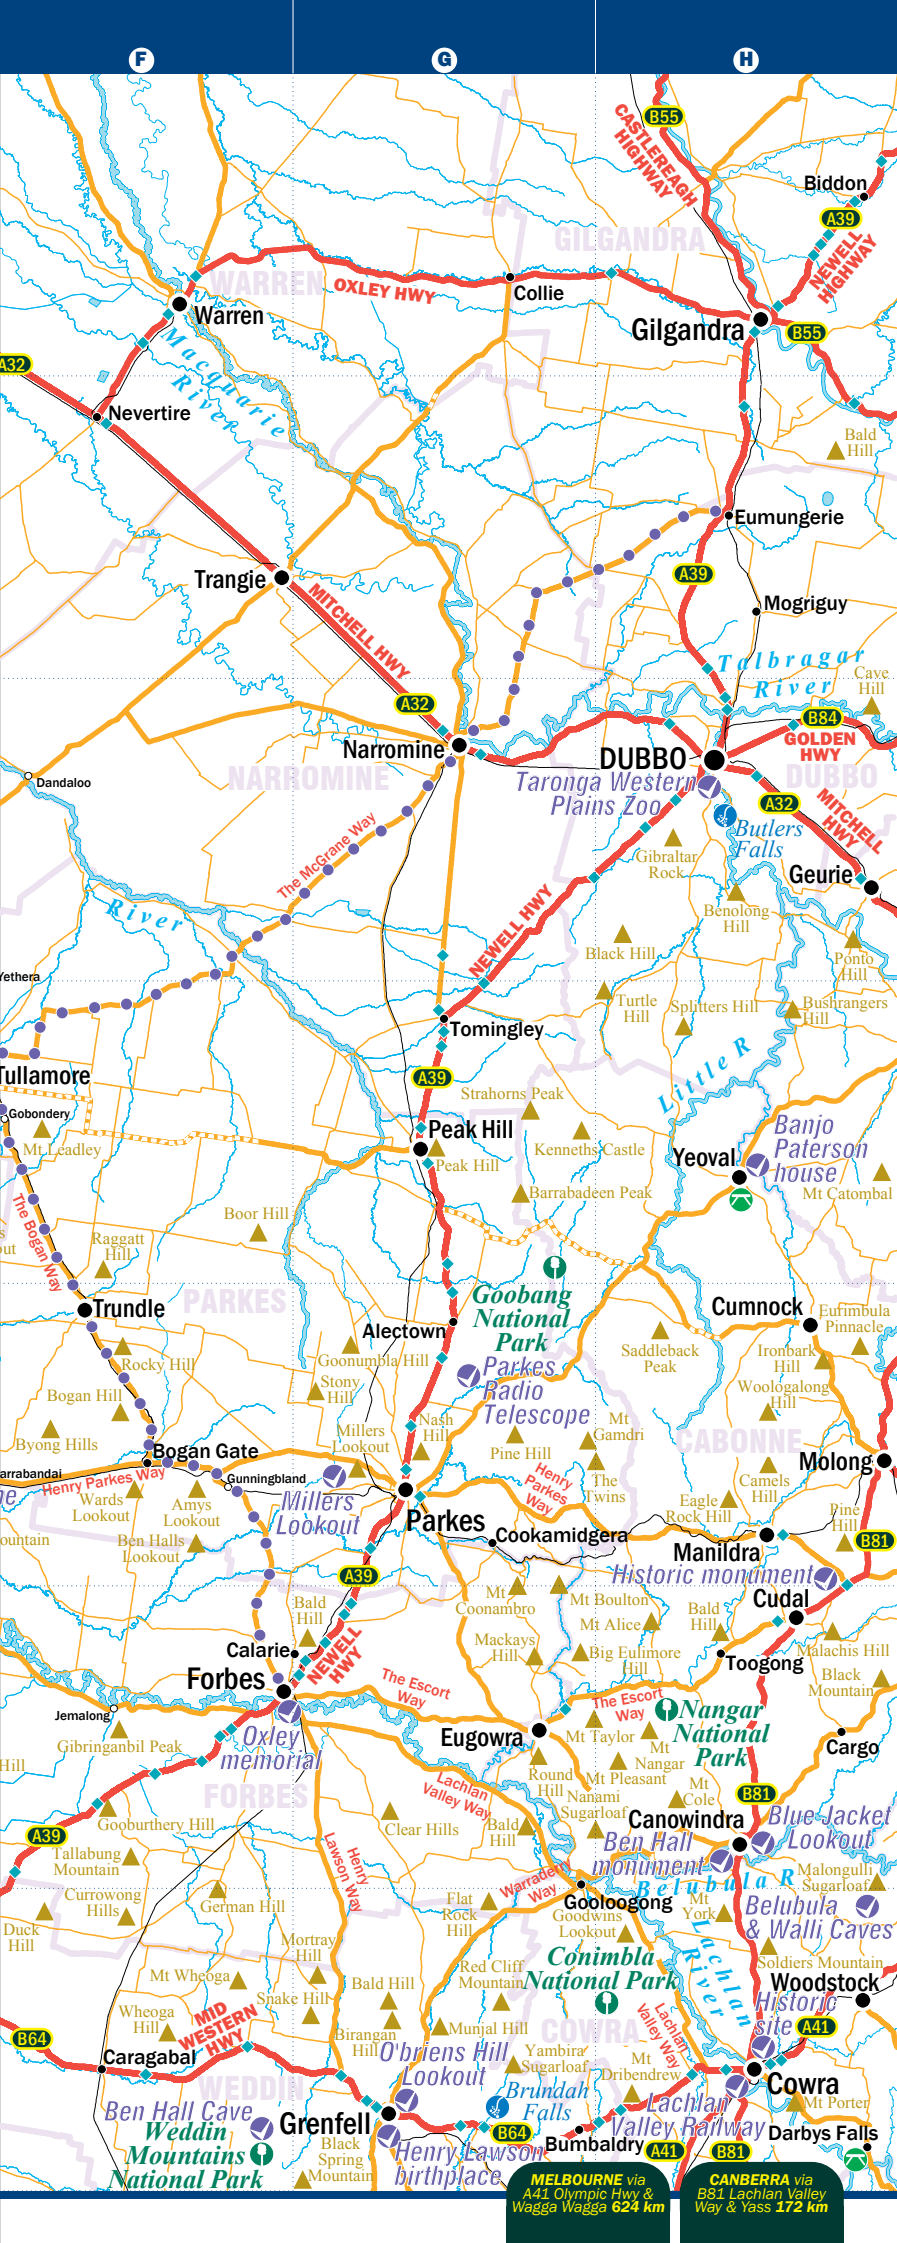 F
G
H
B55
CASTLEREAGH
HIGHWAY
Biddon
A39
NEWELL
HIGHWAY
GILGANDRA
WARREN
OXLEY HWY
Collie
Warren
Gilgandra
B55
Macquarie
River
A32
Nevertire
Bald
Hill
Eumungerie
Trangie
A39
Mogriguy
MITCHELL HWY
Talbragar
River
Cave
Hill
A32
B84
GOLDEN
HWY
Narromine
DUBBO
NARROMINE
DUBBO
Taronga Western
Plains Zoo
Dandaloo
A32
MITCHELL
HWY
Butlers
Falls
The McGrane Way
Gibraltar
Rock
Geurie
River
Benolong
Hill
NEWELL HWY
Black Hill
Ponto
Hill
Yethera
Turtle
Hill
Splitters Hill
Bushrangers
Hill
Tomingley
Little R
Tullamore
A39
Strahorns Peak
Gobondery
Mt Leadley
Peak Hill
Peak Hill
Kenneths Castle
Banjo
Paterson
house
Yeoval
Barrabadeen Peak
Mt Catombal
The Bogan Way
Boor Hill
Raggatt
Hill
Goobang
National
Park
Trundle
PARKES
Alectown
Cumnock
Eurimbula
Pinnacle
Rocky Hill
Goonumbla Hill
Saddleback
Peak
Ironbark
Hill
Parkes
Radio
Telescope
Stony
Hill
Bogan Hill
Woologalong
Hill
Byong Hills
Millers
Lookout
Nash
Hill
Mt
Gamdri
Pine Hill
CABONNE
Bogan Gate
Molong
arrabandai
Henry Parkes Way
Gunningbland
Henry
Parkes
Way
The
Twins
Camels
Hill
Wards
Lookout
Amys
Lookout
Millers
Lookout
Eagle
Rock Hill
Pine
Hill
Parkes
ountain
Ben Halls
Lookout
Cookamidgera
Manildra
B81
A39
Historic monument
Mt
Coonambro
Mt Boulton
Cudal
Bald
Hill
Mt Alice
Bald
Hill
Calarie
NEWELL
HWY
Mackays
Hill
Big Eulimore
Hill
Toogong
Malachis Hill
Forbes
The Escort
Way
Black
Mountain
Jemalong
The Escort
Way
Nangar
National
Park
Oxley
memorial
Gibringanbil Peak
Eugowra
Mt Taylor
Cargo
Hill
Mt
Nangar
Round
Hill
Mt Pleasant
FORBES
Lachlan
Valley Way
Nanami
Sugarloaf
Mt
Cole
B81
Gooburthery Hill
Clear Hills
Bald
Hill
Canowindra
Blue Jacket
Lookout
A39
Ben Hall
monument
Tallabung
Mountain
Henry
Lawson Way
Warraderry
Way
Belubula R
Malongulli
Sugarloaf
Currowong
Hills
German Hill
Flat
Rock
Hill
Gooloogong
Mt
York
Belubula
& Walli Caves
Duck
Hill
Goodwins
Lookout
Mortray
Hill
Lachlan
River
Soldiers Mountain
Mt Wheoga
Bald Hill
Red Cliff
Mountain
Conimbla
National Park
Woodstock
Snake Hill
Historic
site
Wheoga
Hill
MID
WESTERN
HWY
Birangan
Hill
Munjal Hill
COWRA
Lachlan
Valley Way
B64
A41
Caragabal
O'briens Hill
Lookout
Yambira
Sugarloaf
Mt
Dribendrew
Cowra
WEDDIN
Brundah
Falls
Mt Porter
Ben Hall Cave
Lachlan
Valley Railway
Grenfell
Weddin
Mountains
National Park
Black
Spring
Mountain
Henry Lawson
birthplace
B64
Bumbaldry
A41
B81
Darbys Falls
MELBOURNE via
A41 Olympic Hwy &
Wagga Wagga 624 km
CANBERRA via
B81 Lachlan Valley
Way & Yass 172 km